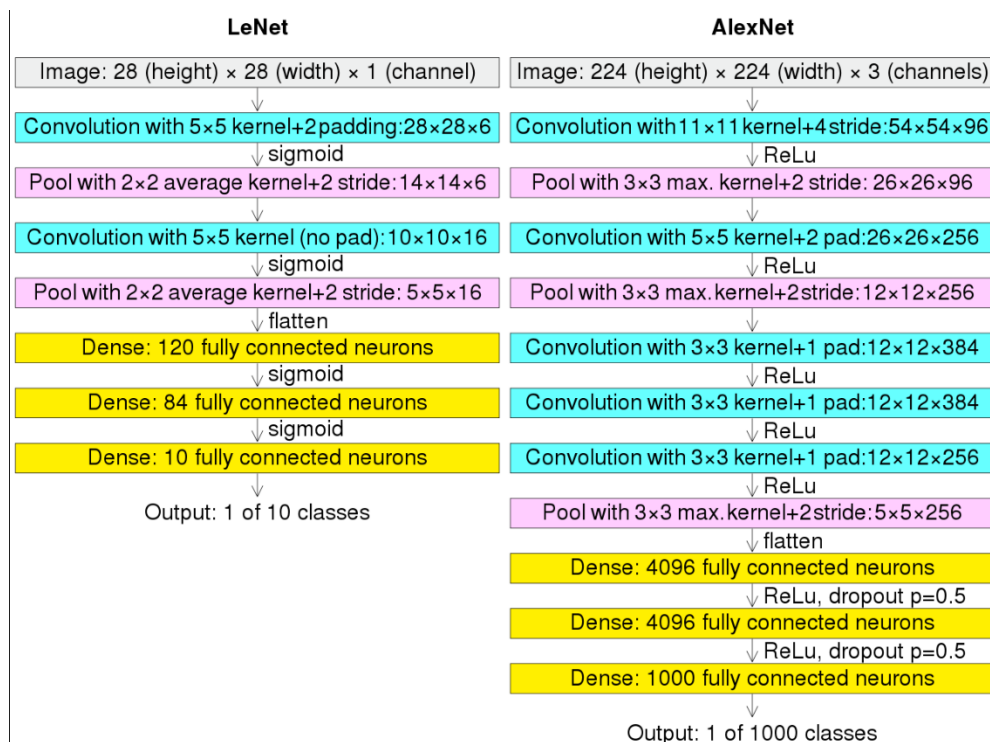 LeNet
Image: 28 (height) × 28 (width) × 1 (channel)
Convolution with 5×5 kernel+2padding:28×28×6
sigmoid
Pool with 2×2 average kernel+2 stride:14×14×6
Convolution with 5×5 kernel (no pad):10×10×16
sigmoid
Pool with 2×2 average kernel+2 stride: 5×5×16
flatten
Dense: 120 fully connected neurons
sigmoid
Dense: 84 fully connected neurons
sigmoid
Dense: 10 fully connected neurons
Output: 1 of 10 classes
AlexNet
Image: 224 (height) × 224 (width) × 3 (channels)
Convolution with 11×11 kernel+4 stride:54×54×96
ReLu
Pool with 3×3 max. kernel+2 stride: 26×26×96
Convolution with 5×5 kernel+2 pad:26×26×256
ReLu
Pool with 3×3 max.kernel+2stride:12×12×256
Convolution with 3×3 kernel+1 pad:12×12×384
ReLu
Convolution with 3×3 kernel+1 pad:12×12×384
ReLu
Convolution with 3×3 kernel+1 pad:12×12×256
ReLu
Pool with 3×3 max.kernel+2stride:5×5×256
flatten
Dense: 4096 fully connected neurons
ReLu, dropout p=0.5
Dense: 4096 fully connected neurons
ReLu, dropout p=0.5
Dense: 1000 fully connected neurons
Output: 1 of 1000 classes